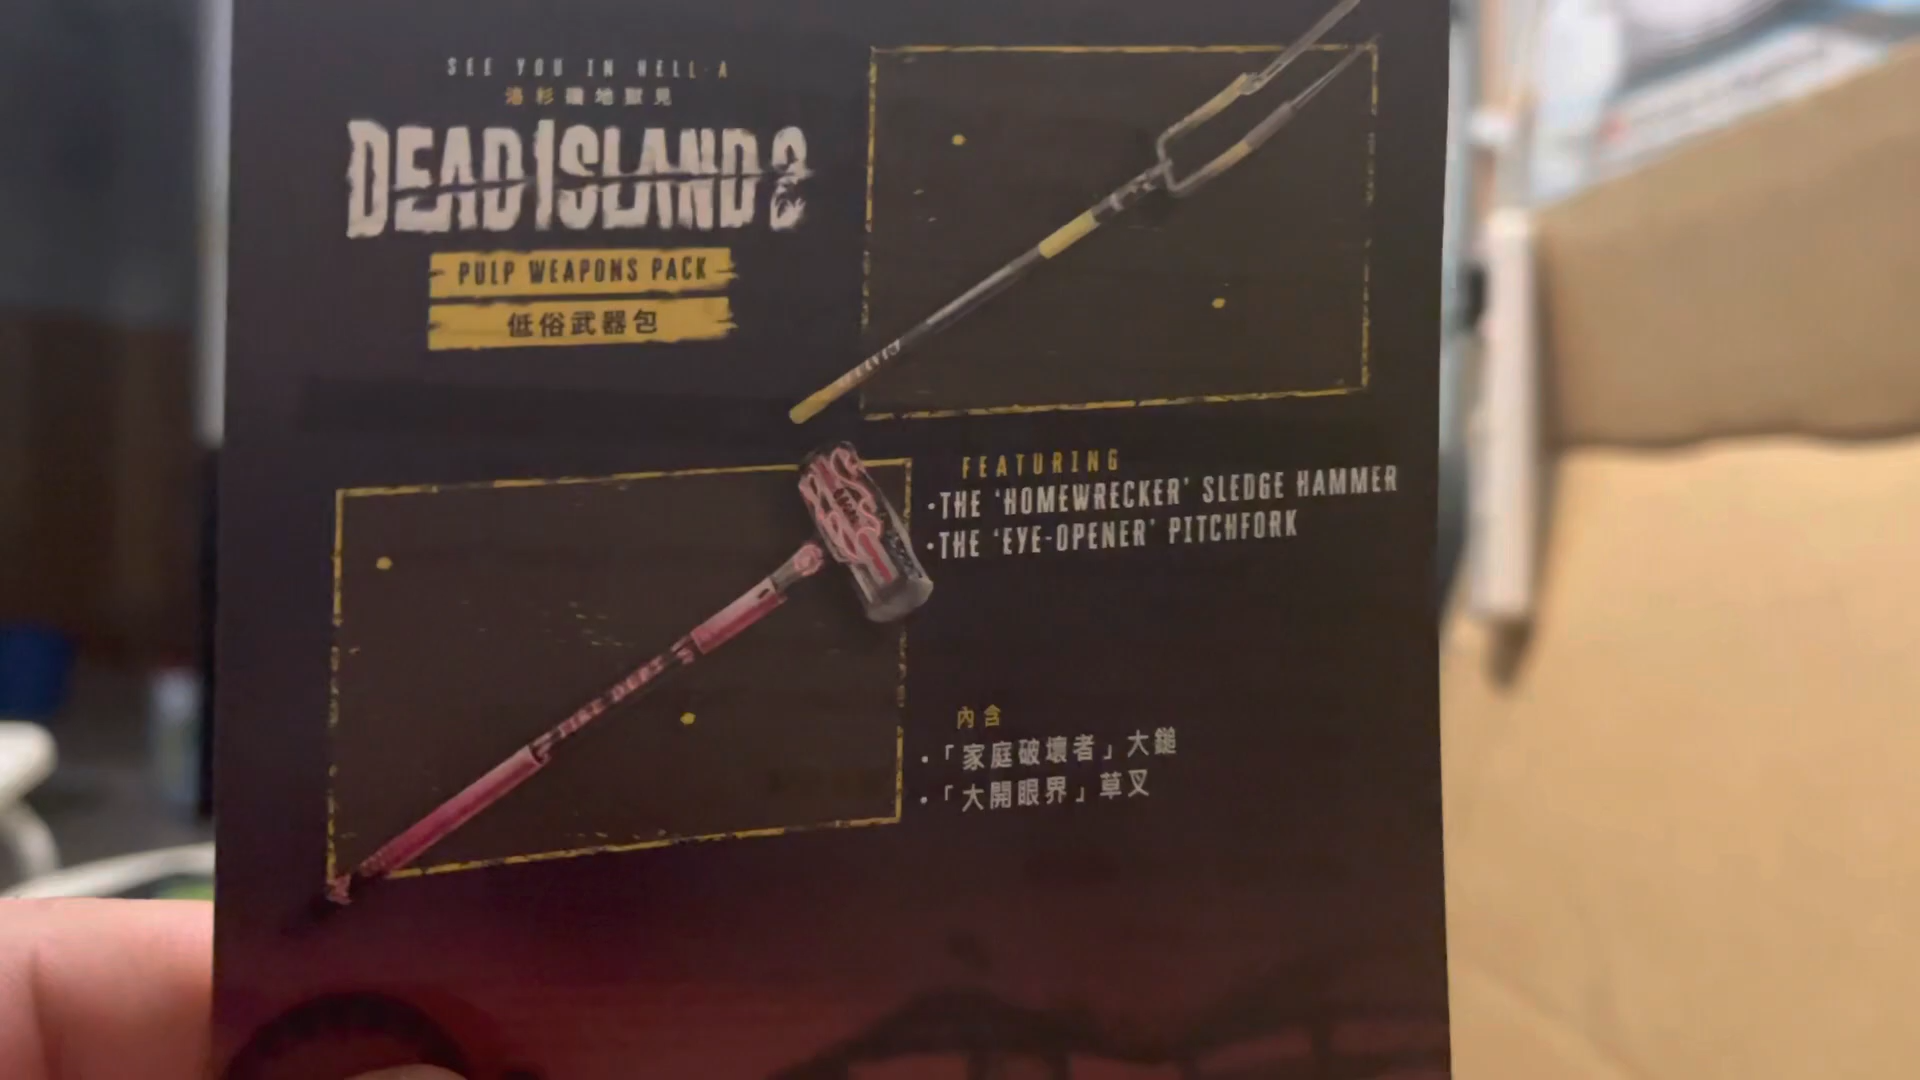 SEE YOU IN HELL-A
洛杉磯地獄見
DEAD ISLAND 2
PULP WEAPONS PACK
低俗武器包
FEATURING
·THE ‘HOMEWRECKER’ SLEDGE HAMMER
·THE ‘EYE-OPENER’ PITCHFORK
FIRE DEPT
內含
·「家庭破壞者」大鎚
·「大開眼界」草叉